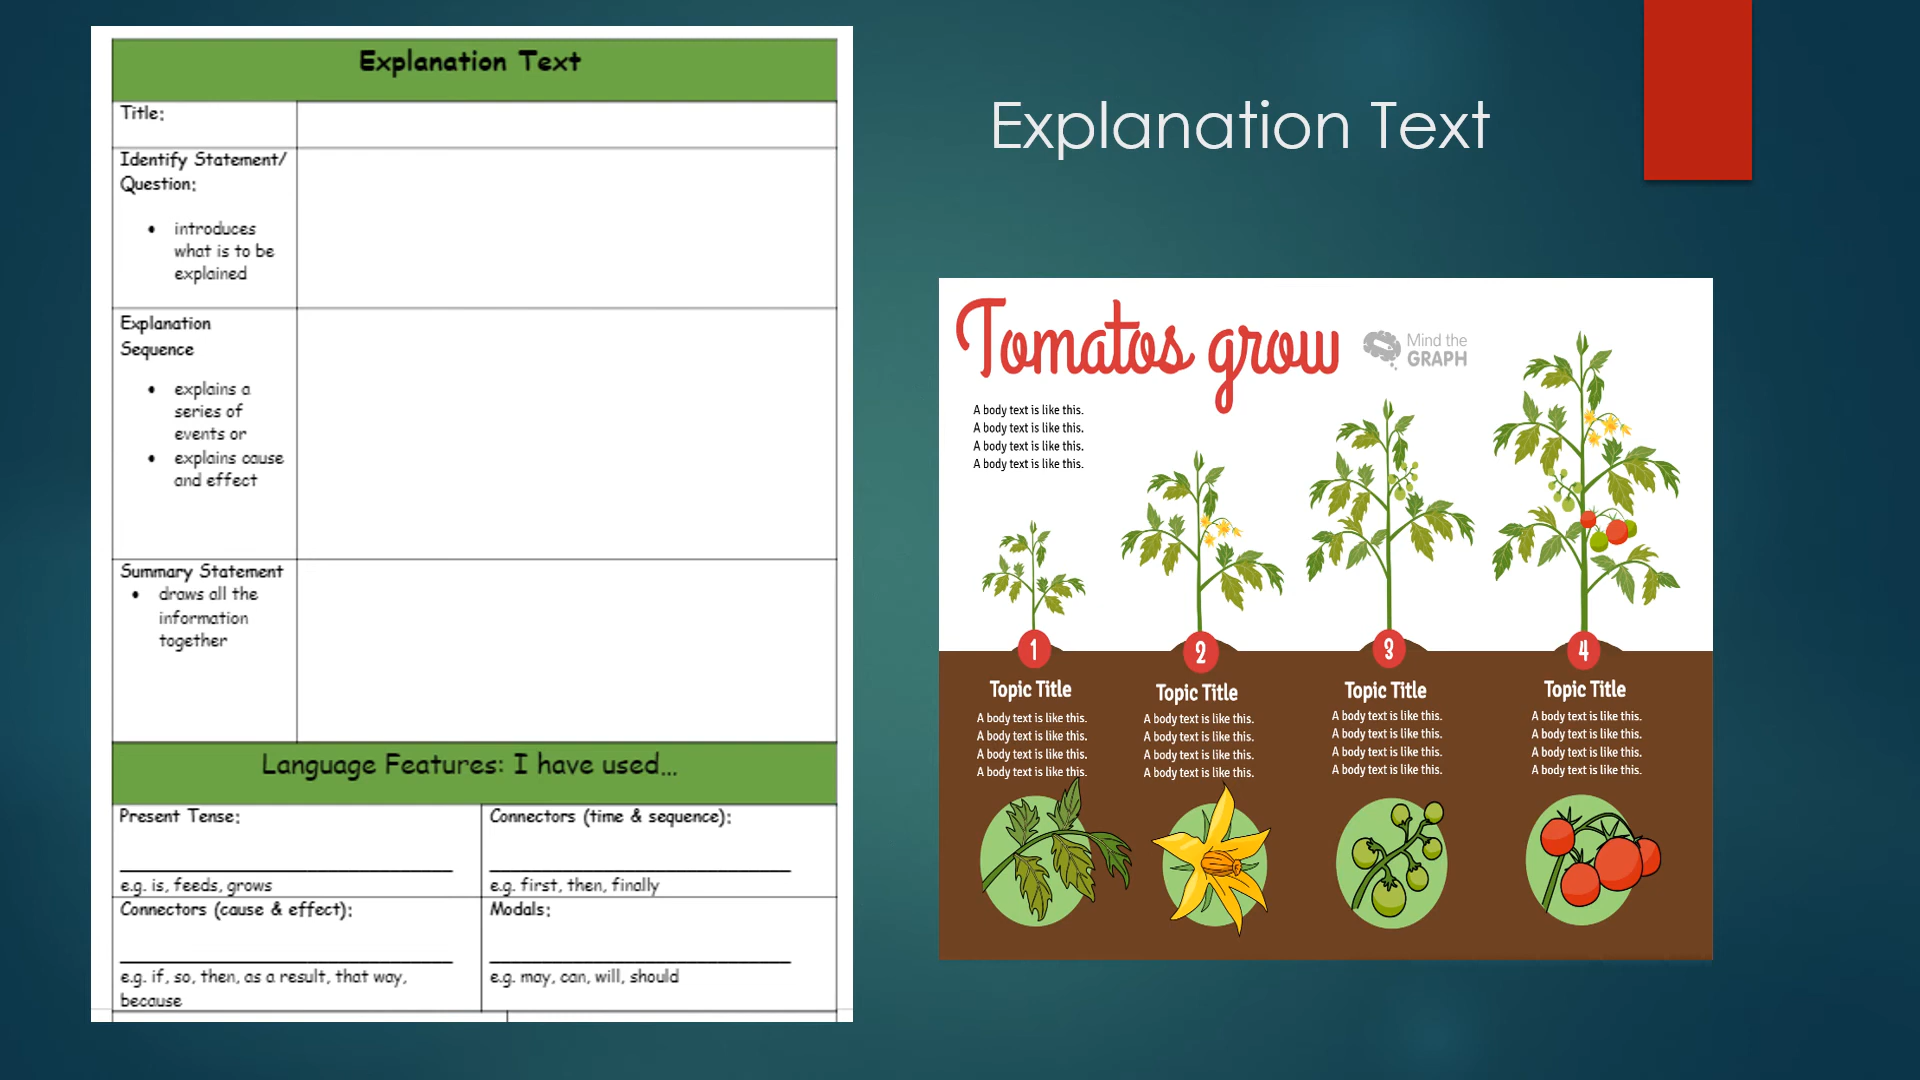 Explanation Text
Title:
Identify Statement/
Question:
• introduces
what is to be
explained
Explanation
Sequence
• explains a
series of
events or
• explains cause
and effect
Summary Statement
• draws all the
information
together
Language Features: I have used...
Present Tense:
e.g. is, feeds, grows
Connectors (time & sequence):
e.g. first, then, finally
Connectors (cause & effect):
e.g. if, so, then, as a result, that way,
because
Modals:
e.g. may, can, will, should
Explanation Text
Tomatos grow
Mind the
GRAPH
A body text is like this.
A body text is like this.
A body text is like this.
A body text is like this.
1
Topic Title
A body text is like this.
A body text is like this.
A body text is like this.
A body text is like this.
2
Topic Title
A body text is like this.
A body text is like this.
A body text is like this.
A body text is like this.
3
Topic Title
A body text is like this.
A body text is like this.
A body text is like this.
A body text is like this.
4
Topic Title
A body text is like this.
A body text is like this.
A body text is like this.
A body text is like this.